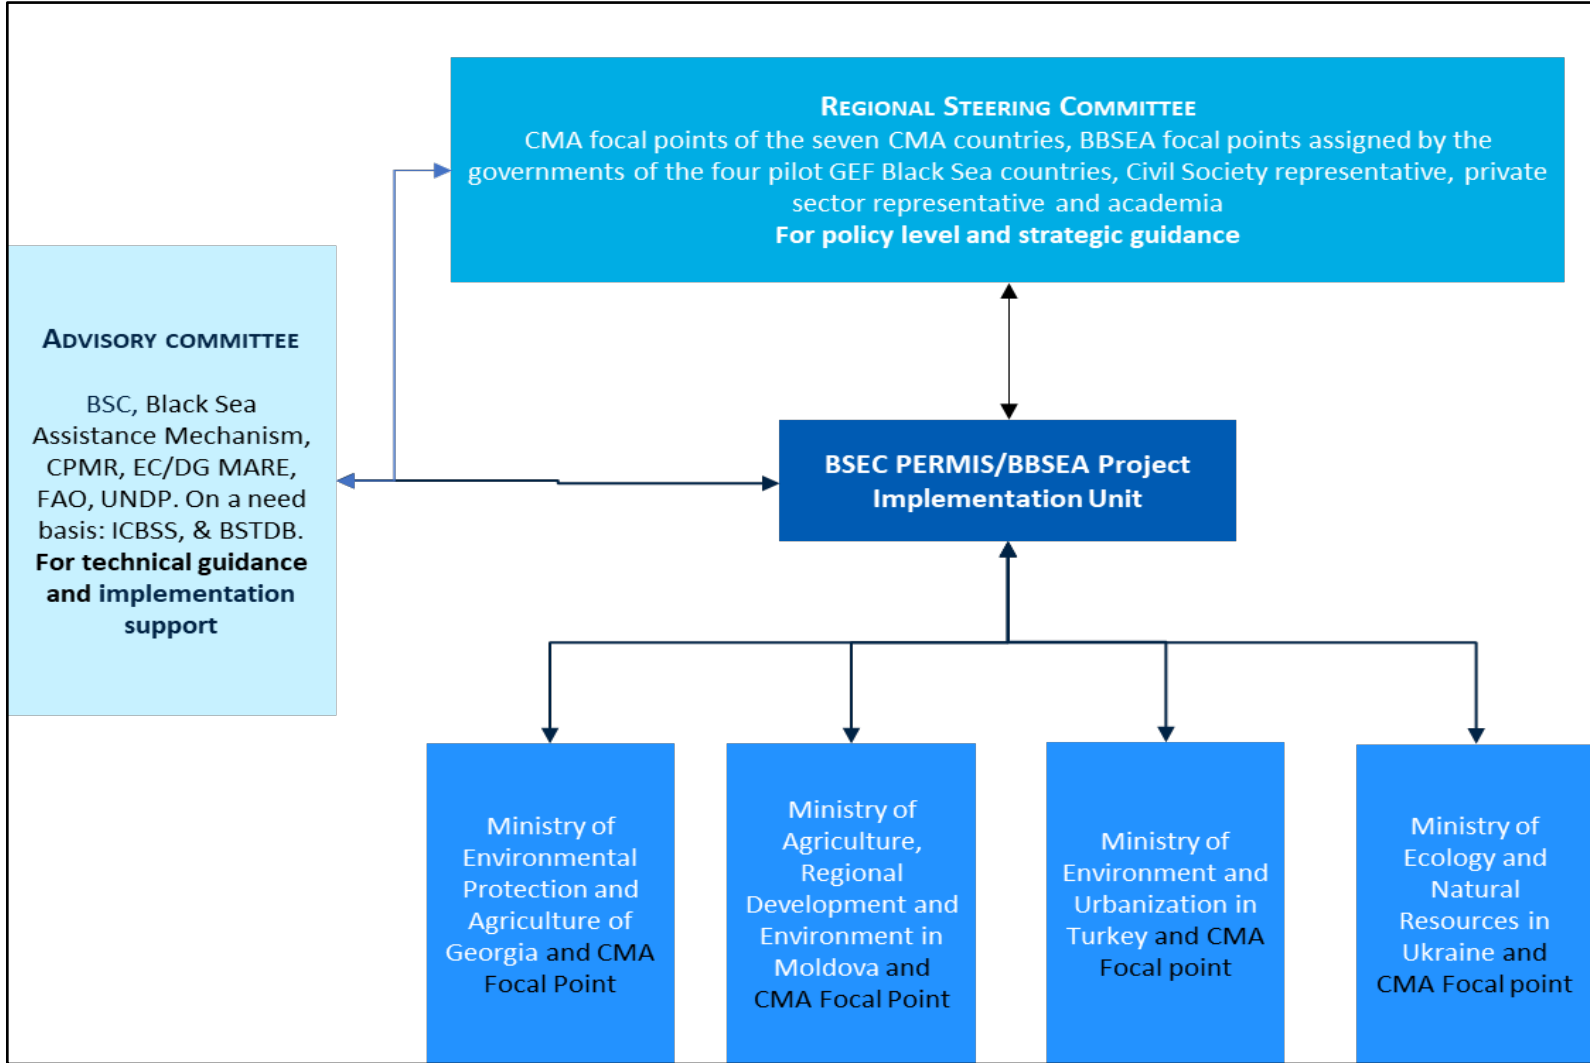 REGIONAL STEERING COMMITTEE
CMA focal points of the seven CMA countries, BBSEA focal points assigned by the
governments of the four pilot GEF Black Sea countries, Civil Society representative, private
sector representative and academia
For policy level and strategic guidance
ADVISORY COMMITTEE
BSC, Black Sea
Assistance Mechanism,
CPMR, EC/DG MARE,
FAO, UNDP. On a need
basis: ICBSS, & BSTDB.
For technical guidance
and implementation
support
BSEC PERMIS/BBSEA Project
Implementation Unit
Ministry of
Environmental
Protection and
Agriculture of
Georgia and CMA
Focal Point
Ministry of
Agriculture,
Regional
Development and
Environment in
Moldova and
CMA Focal Point
Ministry of
Environment and
Urbanization in
Turkey and CMA
Focal point
Ministry of
Ecology and
Natural
Resources in
Ukraine and
CMA Focal point